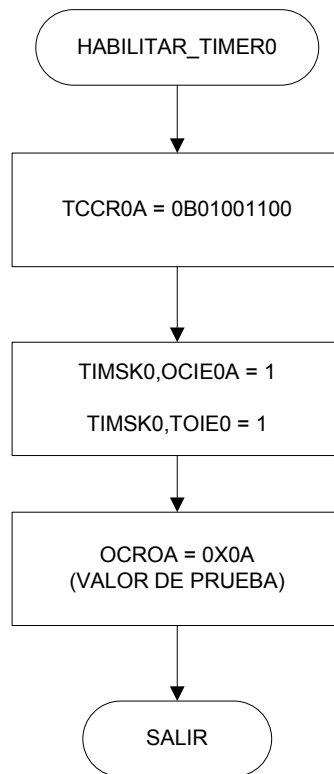 HABILITAR_TIMER0
TCCR0A = 0B01001100
TIMSK0,OCIE0A = 1
TIMSK0,TOIE0 = 1
OCROA = 0X0A
(VALOR DE PRUEBA)
SALIR